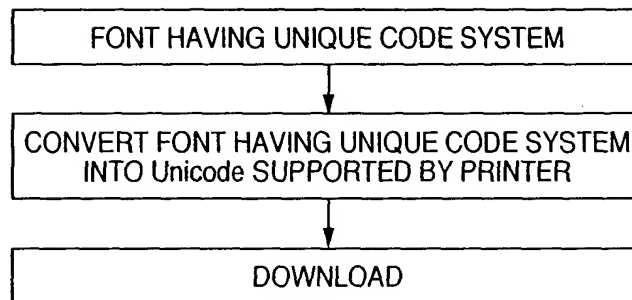 FONT HAVING UNIQUE CODE SYSTEM
CONVERT FONT HAVING UNIQUE CODE SYSTEM
INTO Unicode SUPPORTED BY PRINTER
DOWNLOAD